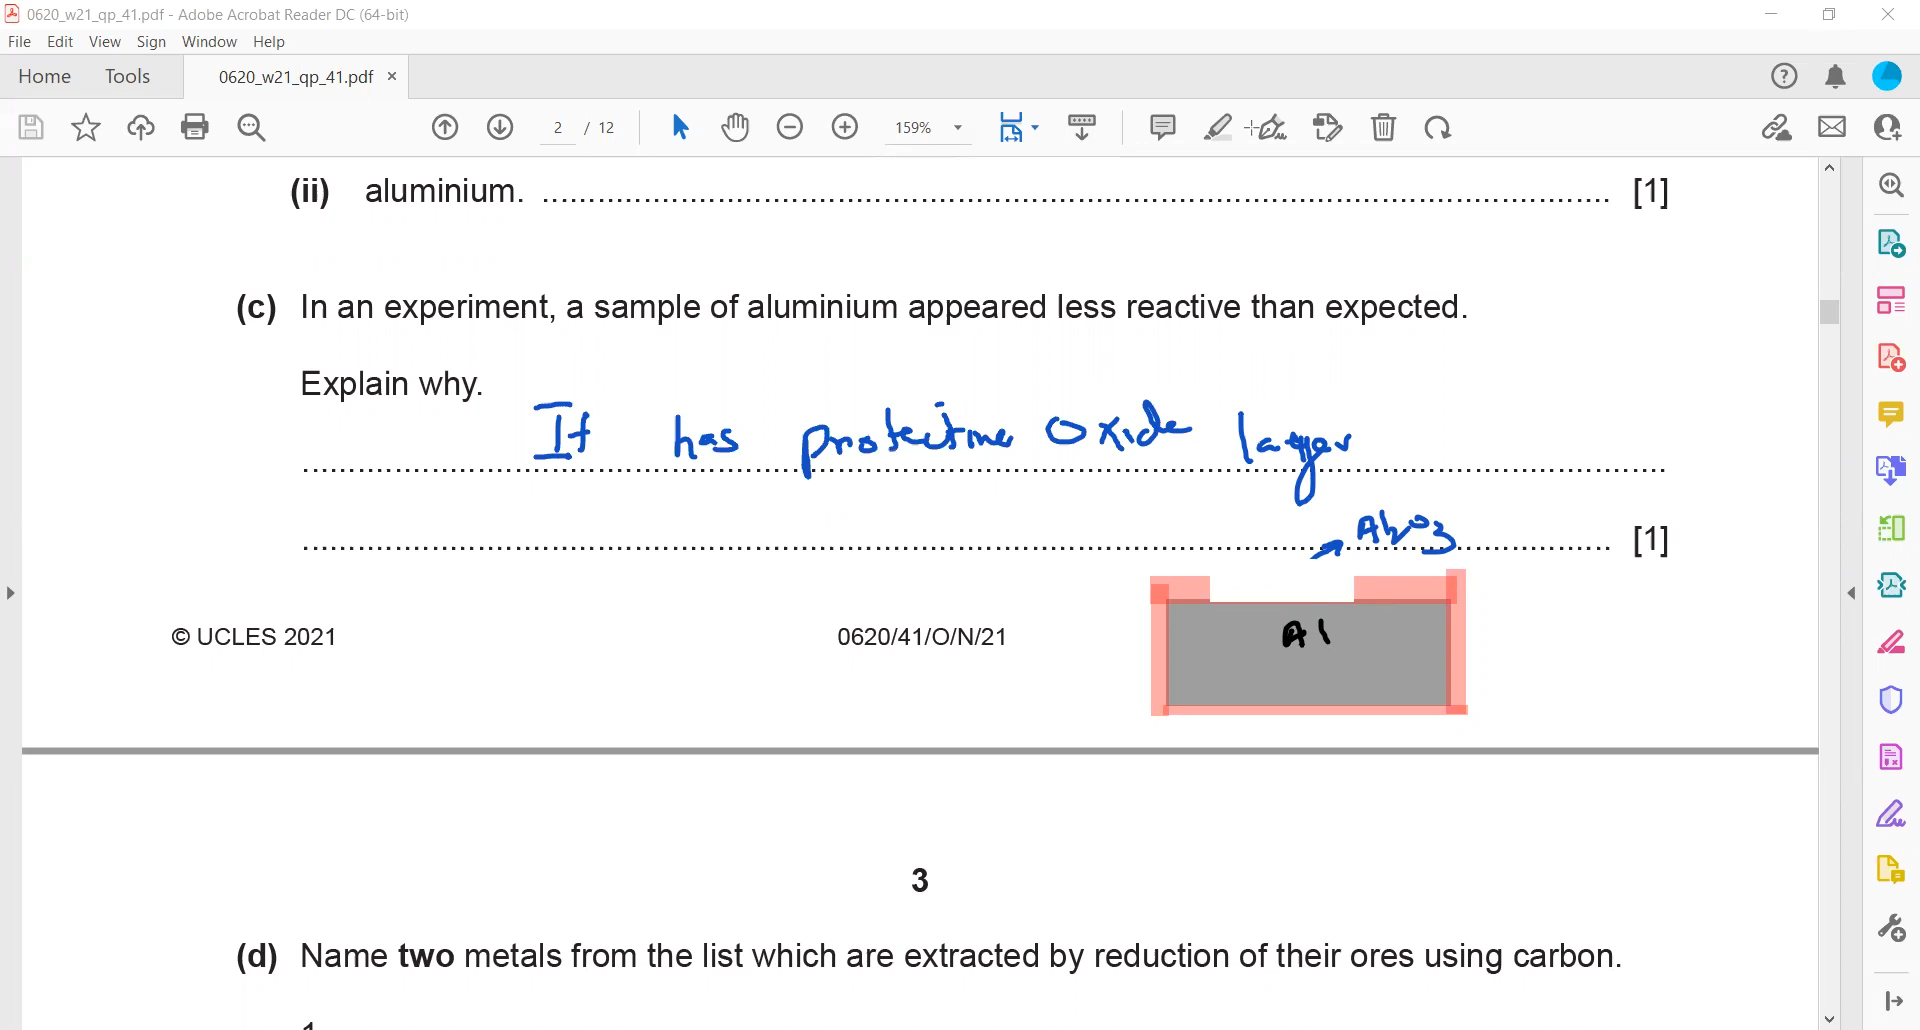 0620_w21_qp_41.pdf - Adobe Acrobat Reader DC (64-bit)
File Edit View Sign Window Help
Home Tools 0620_w21_qp_41.pdf ×
2 / 12 159%
(ii) aluminium. ........................................ [1]
(c) In an experiment, a sample of aluminium appeared less reactive than expected.
Explain why.
It has protective oxide layer
Al2O3
[1]
Al
© UCLES 2021 0620/41/O/N/21
3
(d) Name two metals from the list which are extracted by reduction of their ores using carbon.
1